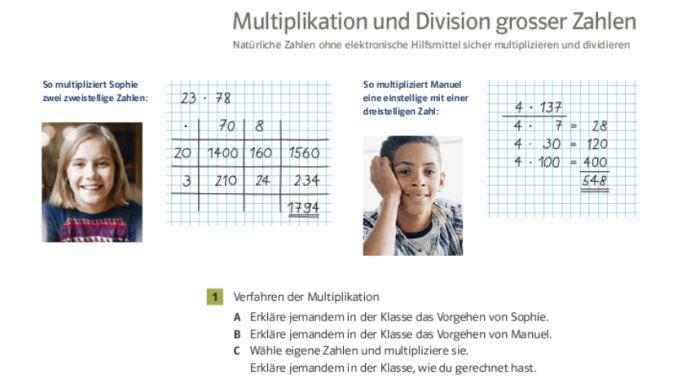 Multiplikation und Division grosser Zahlen
Natürliche Zahlen ohne elektronische Hilfsmittel sicher multiplizieren und dividieren
So multipliziert Sophie
zwei zweistellige Zahlen:
23 · 78
· 70 8
20 1400 160 1560
3 210 24 234
1794
So multipliziert Manuel
eine einstellige mit einer
dreistelligen Zahl:
4 · 137
4 · 7 = 28
4 · 30 = 120
4 · 100 = 400
548
1 Verfahren der Multiplikation
A Erkläre jemandem in der Klasse das Vorgehen von Sophie.
B Erkläre jemandem in der Klasse das Vorgehen von Manuel.
C Wähle eigene Zahlen und multipliziere sie.
Erkläre jemandem in der Klasse, wie du gerechnet hast.